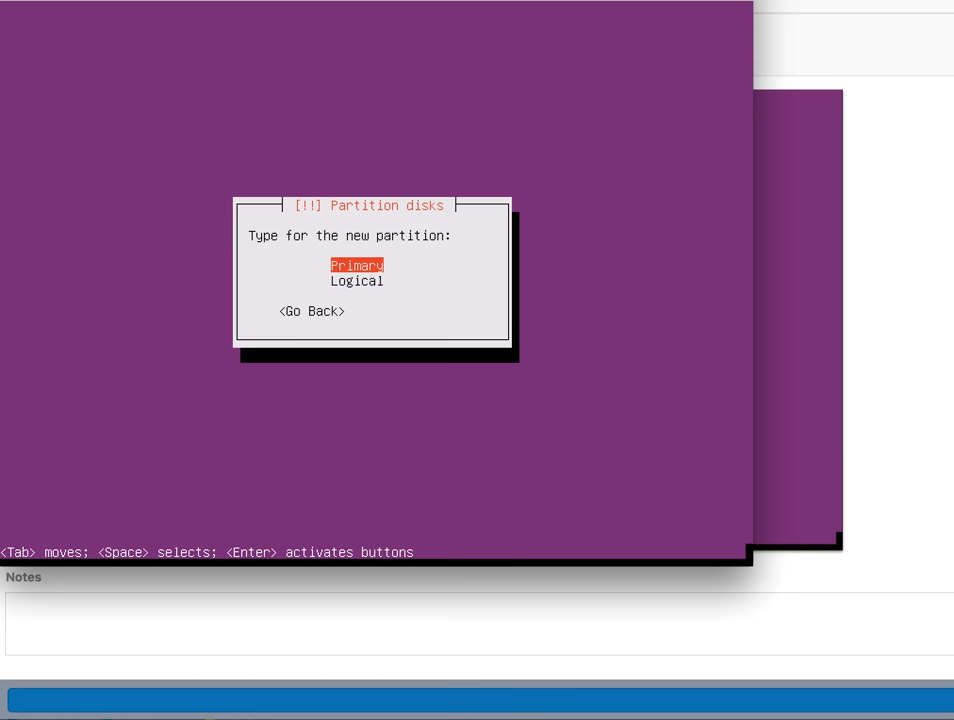 [!!] Partition disks
Type for the new partition:
Primary
Logical
<Go Back>
<Tab> moves; <Space> selects; <Enter> activates buttons
Notes